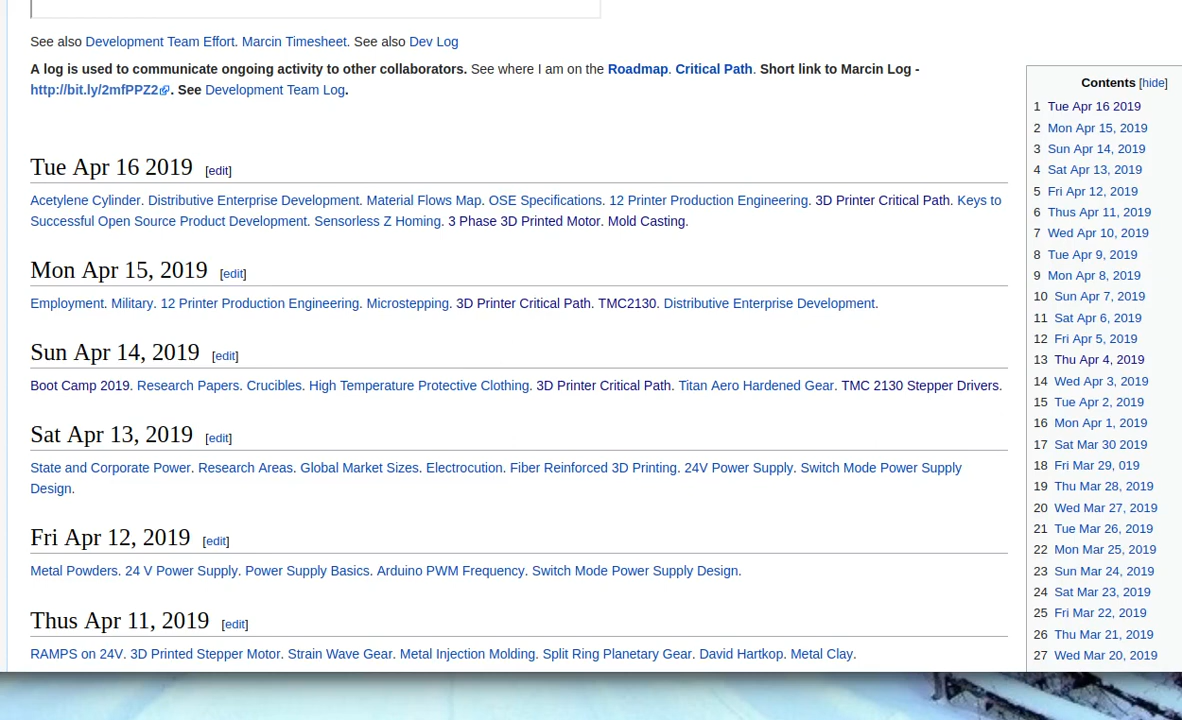 See also Development Team Effort. Marcin Timesheet. See also Dev Log
A log is used to communicate ongoing activity to other collaborators. See where I am on the Roadmap. Critical Path. Short link to Marcin Log -
http://bit.ly/2mfPPZ2. See Development Team Log.
Tue Apr 16 2019 [edit]
Acetylene Cylinder. Distributive Enterprise Development. Material Flows Map. OSE Specifications. 12 Printer Production Engineering. 3D Printer Critical Path. Keys to
Successful Open Source Product Development. Sensorless Z Homing. 3 Phase 3D Printed Motor. Mold Casting.
Mon Apr 15, 2019 [edit]
Employment. Military. 12 Printer Production Engineering. Microstepping. 3D Printer Critical Path. TMC2130. Distributive Enterprise Development.
Sun Apr 14, 2019 [edit]
Boot Camp 2019. Research Papers. Crucibles. High Temperature Protective Clothing. 3D Printer Critical Path. Titan Aero Hardened Gear. TMC 2130 Stepper Drivers.
Sat Apr 13, 2019 [edit]
State and Corporate Power. Research Areas. Global Market Sizes. Electrocution. Fiber Reinforced 3D Printing. 24V Power Supply. Switch Mode Power Supply
Design.
Fri Apr 12, 2019 [edit]
Metal Powders. 24 V Power Supply. Power Supply Basics. Arduino PWM Frequency. Switch Mode Power Supply Design.
Thus Apr 11, 2019 [edit]
RAMPS on 24V. 3D Printed Stepper Motor. Strain Wave Gear. Metal Injection Molding. Split Ring Planetary Gear. David Hartkop. Metal Clay.
Contents [hide]
1 Tue Apr 16 2019
2 Mon Apr 15, 2019
3 Sun Apr 14, 2019
4 Sat Apr 13, 2019
5 Fri Apr 12, 2019
6 Thus Apr 11, 2019
7 Wed Apr 10, 2019
8 Tue Apr 9, 2019
9 Mon Apr 8, 2019
10 Sun Apr 7, 2019
11 Sat Apr 6, 2019
12 Fri Apr 5, 2019
13 Thu Apr 4, 2019
14 Wed Apr 3, 2019
15 Tue Apr 2, 2019
16 Mon Apr 1, 2019
17 Sat Mar 30 2019
18 Fri Mar 29, 019
19 Thu Mar 28, 2019
20 Wed Mar 27, 2019
21 Tue Mar 26, 2019
22 Mon Mar 25, 2019
23 Sun Mar 24, 2019
24 Sat Mar 23, 2019
25 Fri Mar 22, 2019
26 Thu Mar 21, 2019
27 Wed Mar 20, 2019